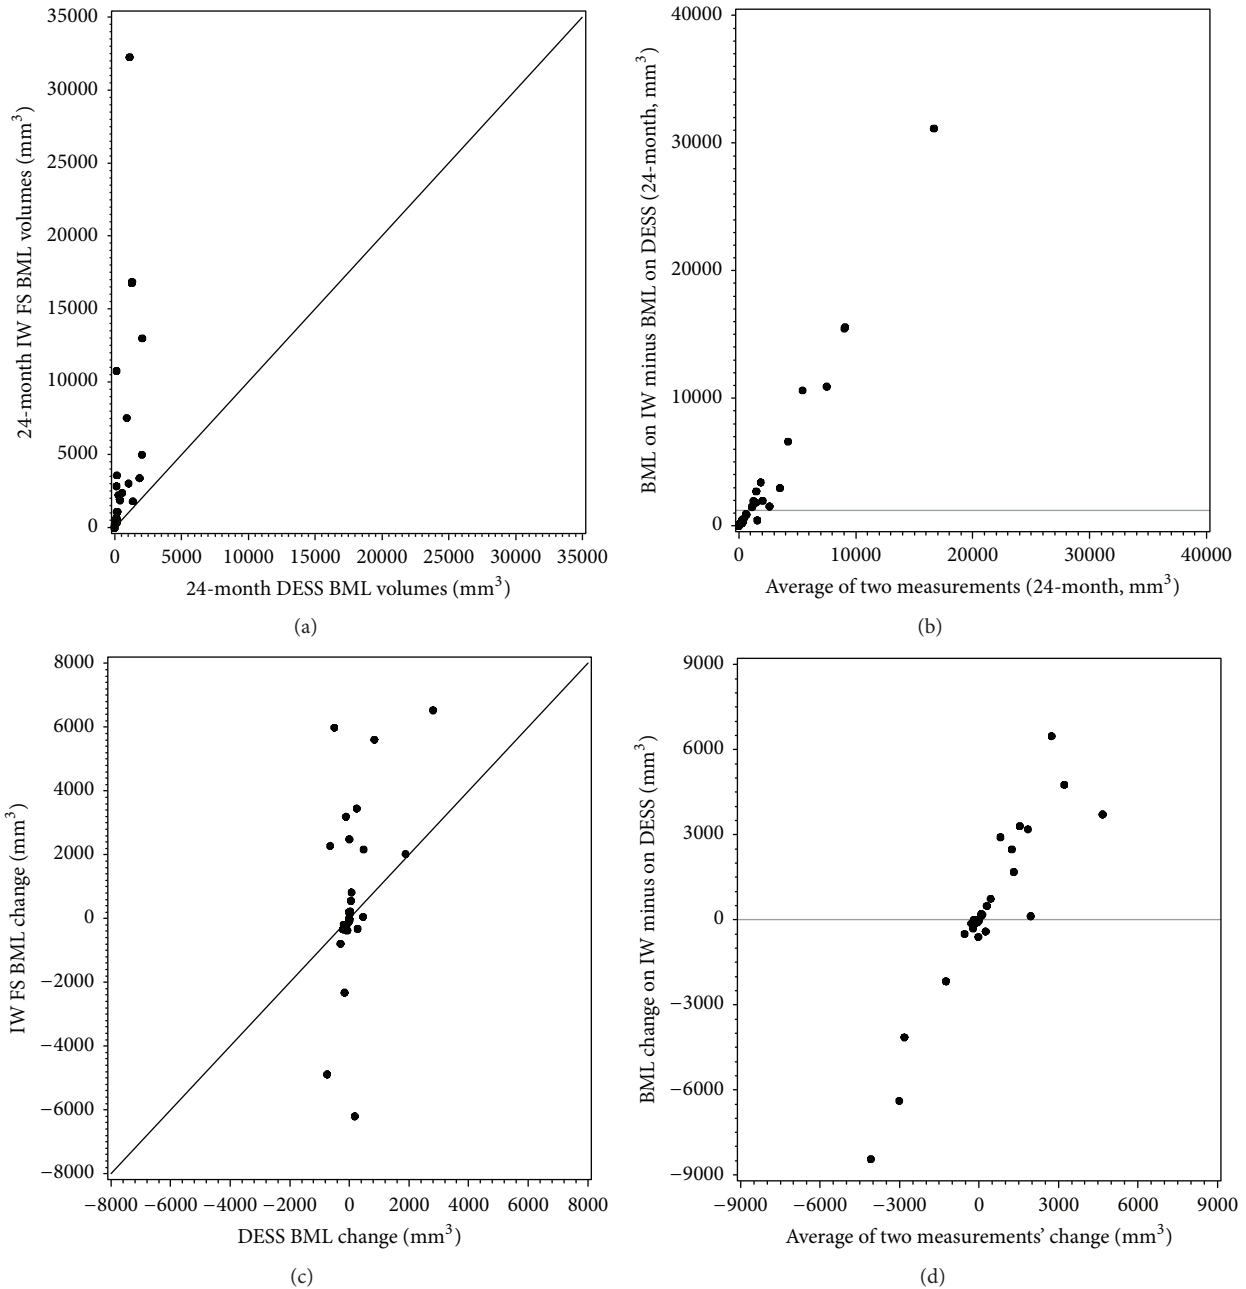 35000
30000
25000
20000
15000
10000
5000
0
24-month IW FS BML volumes (mm³)
0 5000 10000 15000 20000 25000 30000 35000
24-month DESS BML volumes (mm³)
(a)
40000
30000
20000
10000
0
BML on IW minus BML on DESS (24-month, mm³)
0 10000 20000 30000 40000
Average of two measurements (24-month, mm³)
(b)
8000
6000
4000
2000
0
−2000
−4000
−6000
−8000
IW FS BML change (mm³)
−8000 −6000 −4000 −2000 0 2000 4000 6000 8000
DESS BML change (mm³)
(c)
9000
6000
3000
0
−3000
−6000
−9000
BML change on IW minus on DESS (mm³)
−9000 −6000 −3000 0 3000 6000 9000
Average of two measurements’ change (mm³)
(d)